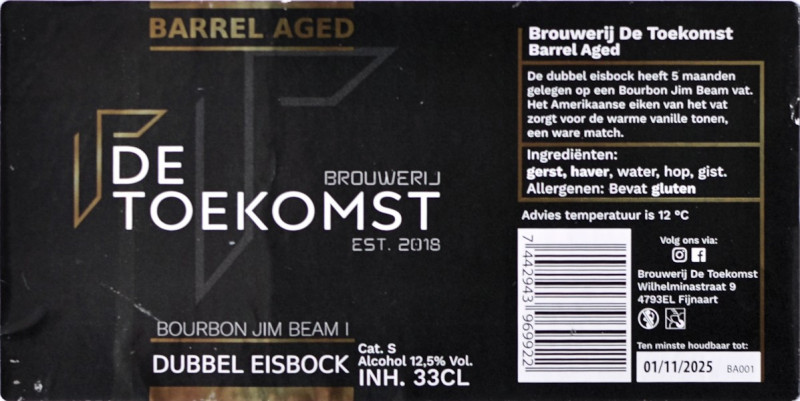 BARREL AGED
DE
TOEKOMST
BROUWERIJ
EST. 2018
BOURBON JIM BEAM I
DUBBEL EISBOCK
Cat. S
Alcohol 12,5% Vol.
INH. 33CL
Brouwerij De Toekomst
Barrel Aged
De dubbel eisbock heeft 5 maanden
gelegen op een Bourbon Jim Beam vat.
Het Amerikaanse eiken van het vat
zorgt voor de warme vanille tonen,
een ware match.
Ingrediënten:
gerst, haver, water, hop, gist.
Allergenen: Bevat gluten
Advies temperatuur is 12 ºC
7 442943 969922
Volg ons via:
Brouwerij De Toekomst
Wilhelminastraat 9
4793EL Fijnaart
Ten minste houdbaar tot:
01/11/2025 BA001